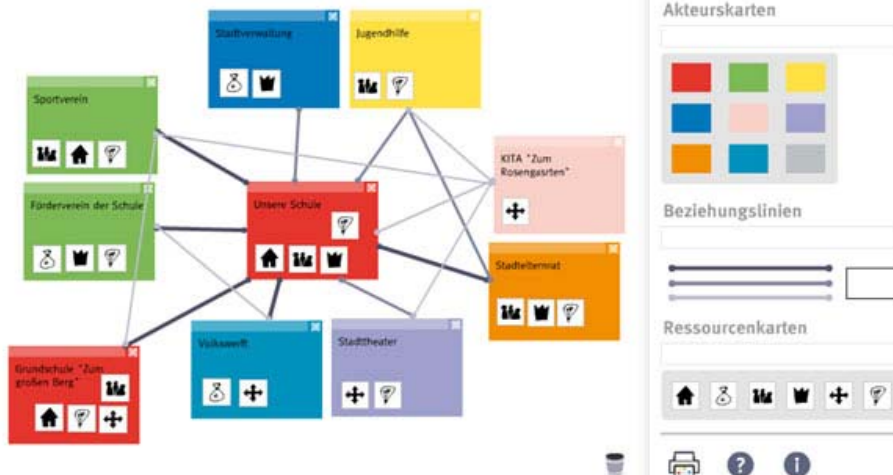 Stadtverwaltung
Jugendhilfe
Sportverein
KITA "Zum
Rosengasrten"
Förderverein der Schule
Unsere Schule
Stadtelternrat
Volkswerft
Stadttheater
Grundschule "Zum
großen Berg"
Akteurskarten
Beziehungslinien
Ressourcenkarten